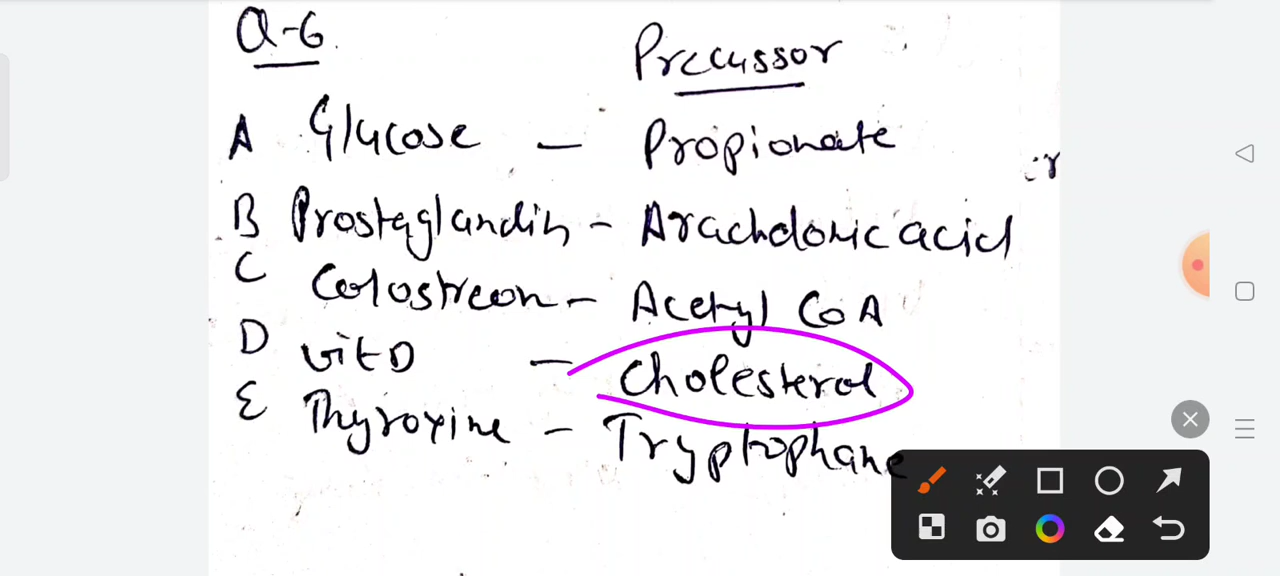 Q-6.
Precussor
A Glucose — Propionate
B Prostaglandin - Arachdonic acid
C Colostreon - Acetyl CoA
D vit D — Cholesterol
E Thyroxine - Tryptophane